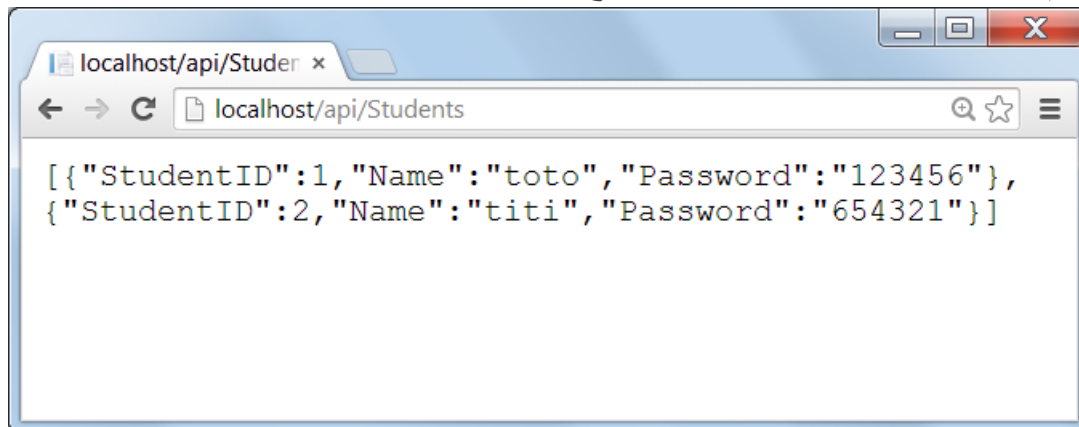 localhost/api/Studen
localhost/api/Students
[{"StudentID":1,"Name":"toto","Password":"123456"},
{"StudentID":2,"Name":"titi","Password":"654321"}]